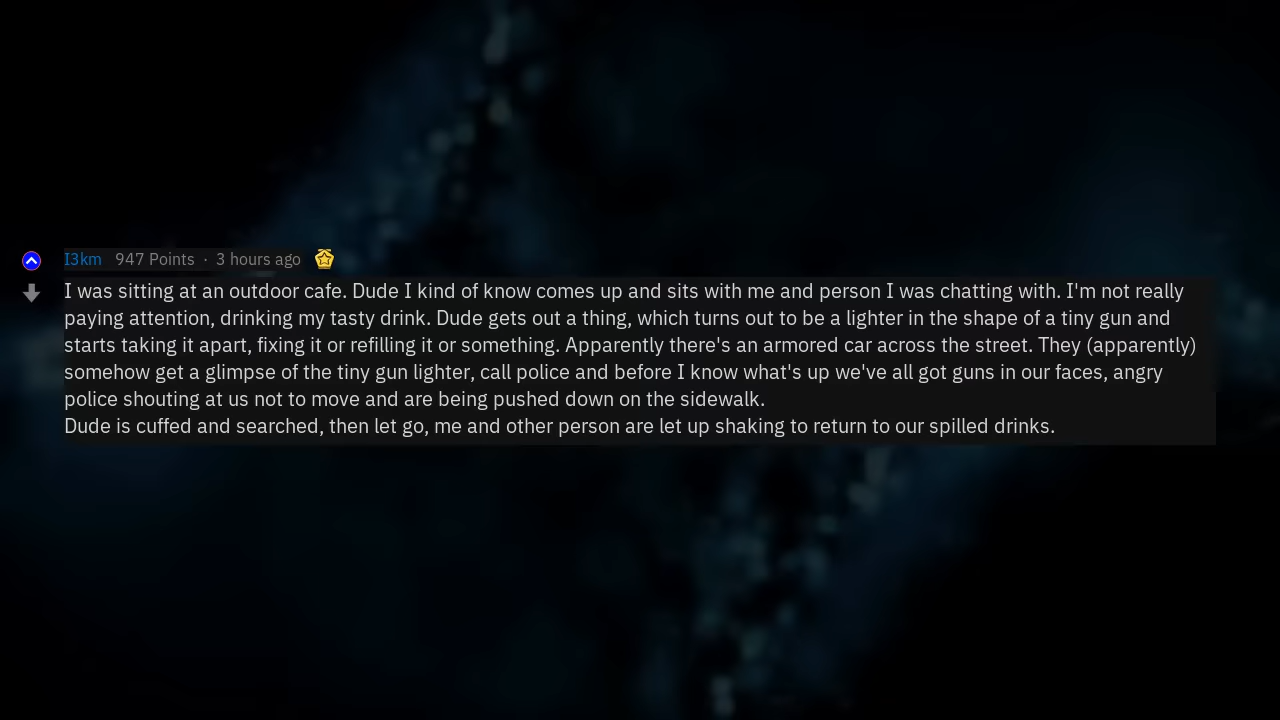 I3km 947 Points · 3 hours ago
I was sitting at an outdoor cafe. Dude I kind of know comes up and sits with me and person I was chatting with. I'm not really
paying attention, drinking my tasty drink. Dude gets out a thing, which turns out to be a lighter in the shape of a tiny gun and
starts taking it apart, fixing it or refilling it or something. Apparently there's an armored car across the street. They (apparently)
somehow get a glimpse of the tiny gun lighter, call police and before I know what's up we've all got guns in our faces, angry
police shouting at us not to move and are being pushed down on the sidewalk.
Dude is cuffed and searched, then let go, me and other person are let up shaking to return to our spilled drinks.